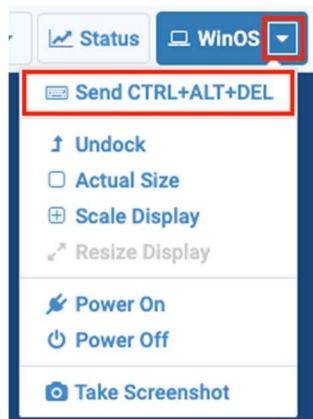 Status
WinOS
Send CTRL+ALT+DEL
Undock
Actual Size
Scale Display
Resize Display
Power On
Power Off
Take Screenshot